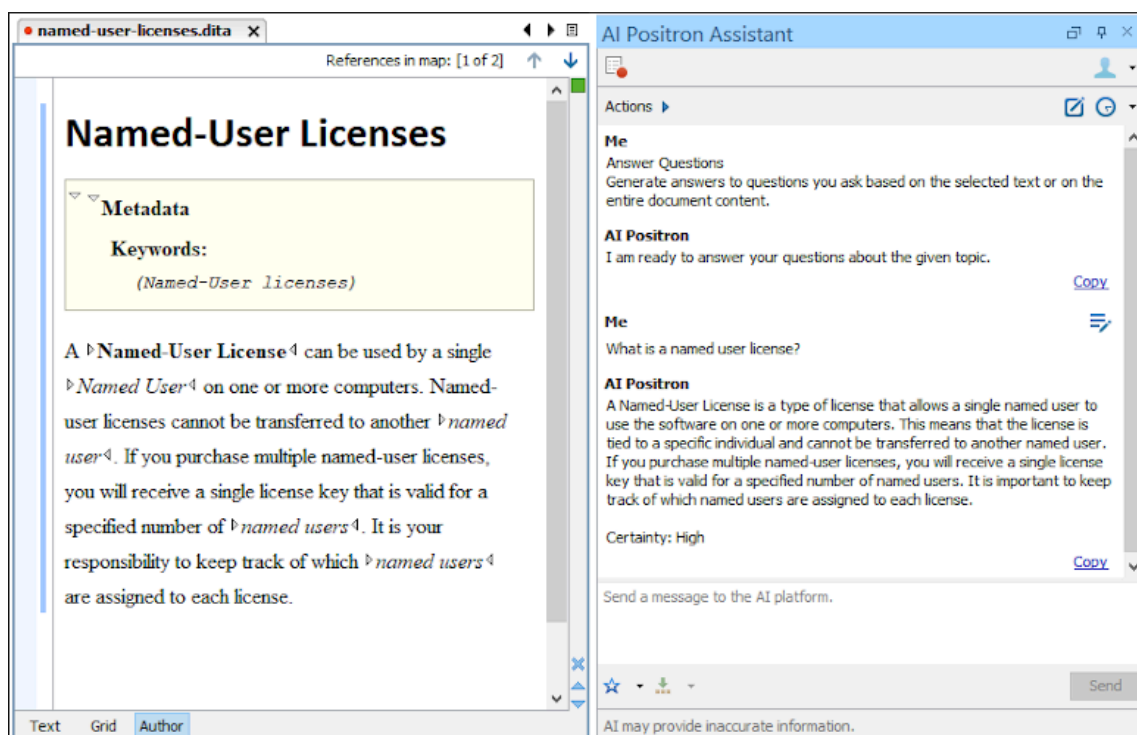 named-user-licenses.dita
References in map: [1 of 2]
Named-User Licenses
Metadata
Keywords:
(Named-User licenses)
A Named-User License can be used by a single
Named User on one or more computers. Named-
user licenses cannot be transferred to another named
user. If you purchase multiple named-user licenses,
you will receive a single license key that is valid for a
specified number of named users. It is your
responsibility to keep track of which named users
are assigned to each license.
Text Grid Author
AI Positron Assistant
Actions
Me
Answer Questions
Generate answers to questions you ask based on the selected text or on the
entire document content.
AI Positron
I am ready to answer your questions about the given topic.
Copy
Me
What is a named user license?
AI Positron
A Named-User License is a type of license that allows a single named user to
use the software on one or more computers. This means that the license is
tied to a specific individual and cannot be transferred to another named user.
If you purchase multiple named-user licenses, you will receive a single license
key that is valid for a specified number of named users. It is important to keep
track of which named users are assigned to each license.
Certainty: High
Copy
Send a message to the AI platform.
Send
AI may provide inaccurate information.